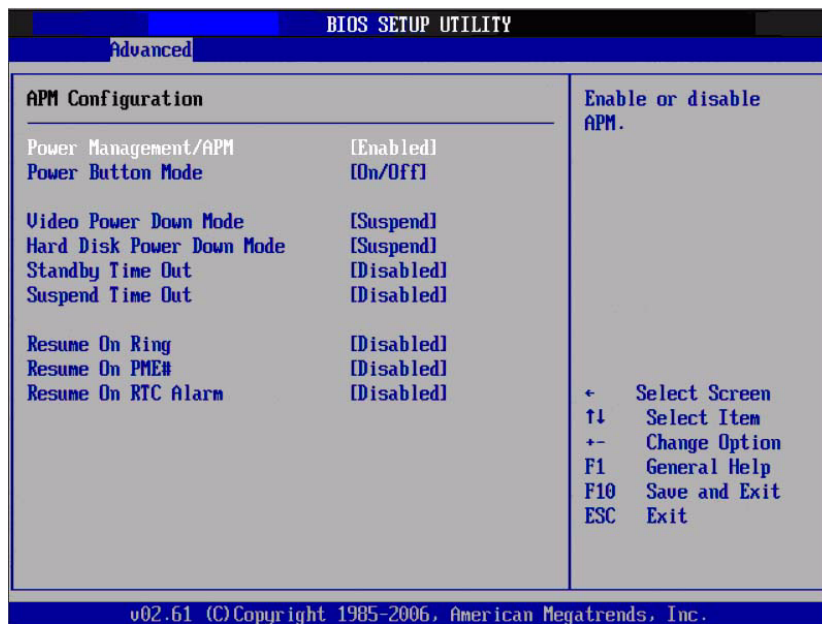 BIOS SETUP UTILITY
Advanced
APM Configuration
Power Management/APM [Enabled]
Power Button Mode [On/Off]
Video Power Down Mode [Suspend]
Hard Disk Power Down Mode [Suspend]
Standby Time Out [Disabled]
Suspend Time Out [Disabled]
Resume On Ring [Disabled]
Resume On PME# [Disabled]
Resume On RTC Alarm [Disabled]
Enable or disable
APM.
← Select Screen
↑↓ Select Item
+- Change Option
F1 General Help
F10 Save and Exit
ESC Exit
v02.61 (C)Copyright 1985-2006, American Megatrends, Inc.